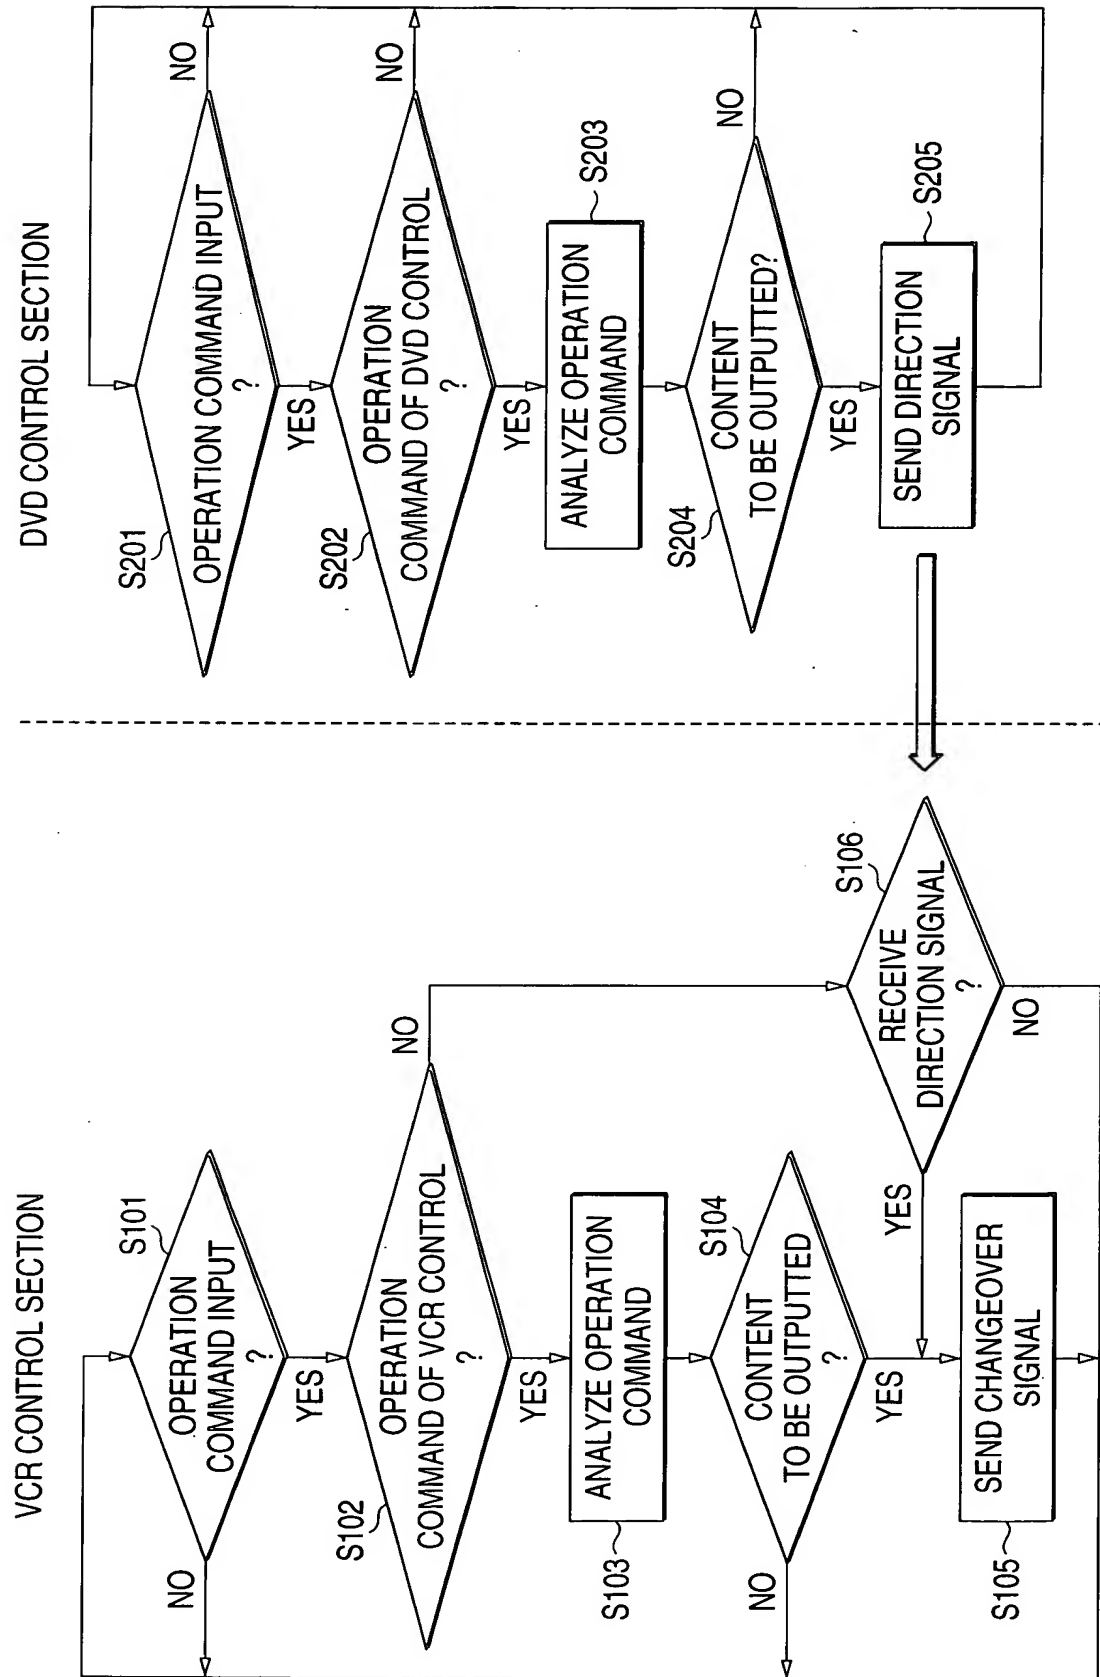 VCR CONTROL SECTION
S101
OPERATION
COMMAND INPUT
?
NO
YES
S102
OPERATION
COMMAND OF VCR CONTROL
?
NO
YES
S103
ANALYZE OPERATION
COMMAND
S104
CONTENT
TO BE OUTPUTTED
?
NO
YES
S105
SEND CHANGEOVER
SIGNAL
S106
RECEIVE
DIRECTION SIGNAL
?
YES
NO
DVD CONTROL SECTION
S201
OPERATION COMMAND INPUT
?
NO
YES
S202
OPERATION
COMMAND OF DVD CONTROL
?
NO
YES
S203
ANALYZE OPERATION
COMMAND
S204
CONTENT
TO BE OUTPUTTED?
NO
YES
S205
SEND DIRECTION
SIGNAL